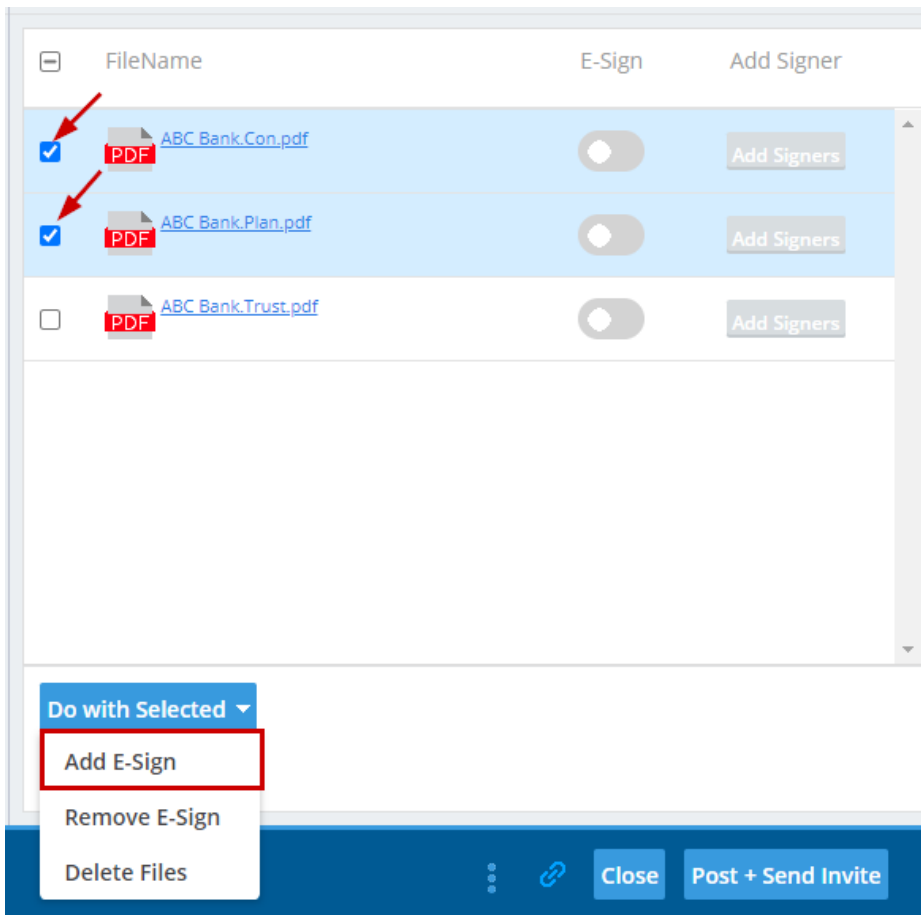 FileName E-Sign Add Signer
PDF ABC Bank.Con.pdf Add Signers
PDF ABC Bank.Plan.pdf Add Signers
PDF ABC Bank.Trust.pdf Add Signers
Do with Selected
Add E-Sign
Remove E-Sign
Delete Files
Close Post + Send Invite